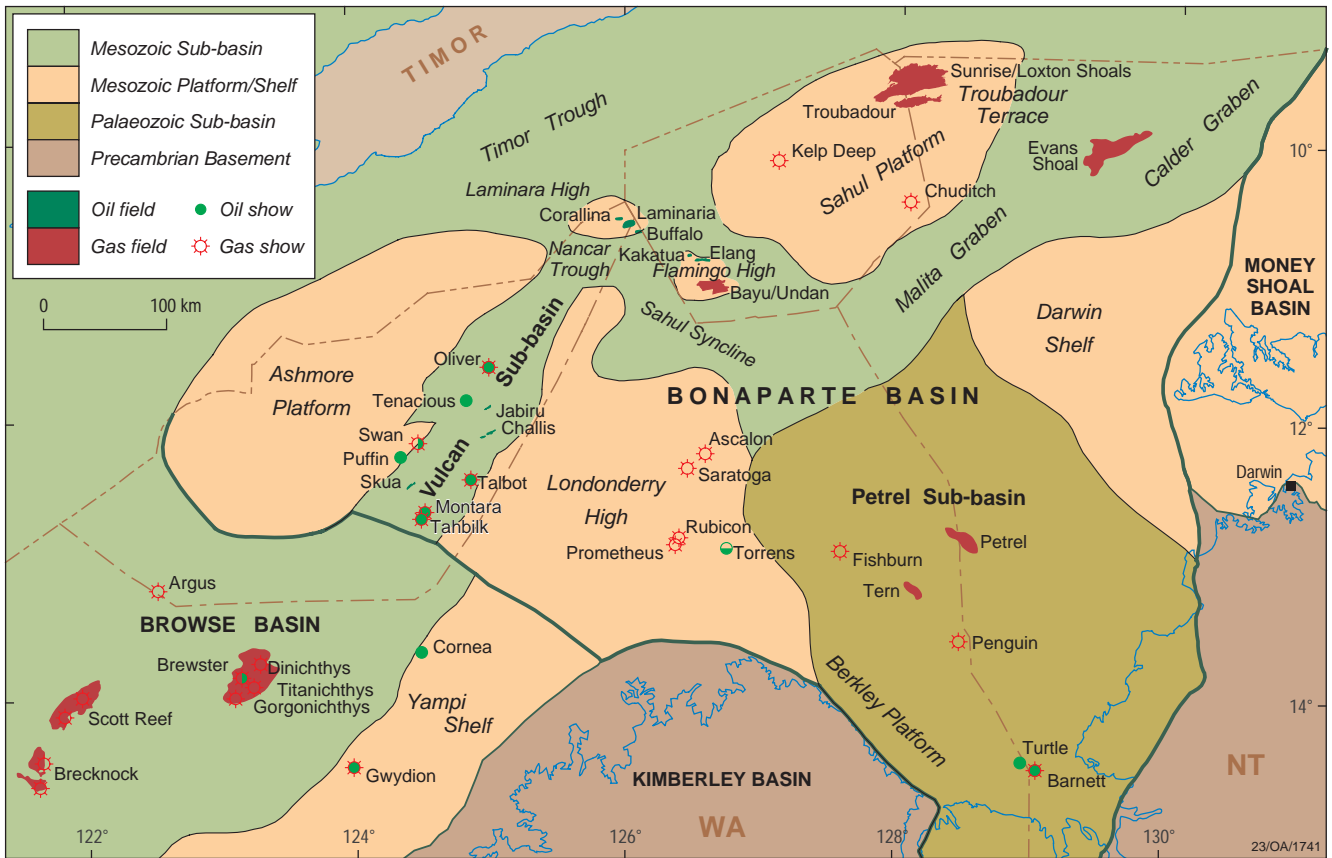 Mesozoic Sub-basin
Mesozoic Platform/Shelf
Palaeozoic Sub-basin
Precambrian Basement
Oil field
Oil show
Gas field
Gas show
0
100 km
TIMOR
Timor Trough
Sunrise/Loxton Shoals
Troubadour
Troubadour
Terrace
Evans
Shoal
Calder Graben
10°
Kelp Deep
Sahul Platform
Chuditch
Laminara High
Corallina
Laminaria
Buffalo
Nancar
Trough
Kakatua
Elang
Flamingo High
Bayu/Undan
Malita Graben
Sahul Syncline
MONEY
SHOAL
BASIN
Darwin
Shelf
Ashmore
Platform
Oliver
Sub-basin
Tenacious
Jabiru
Challis
BONAPARTE BASIN
Swan
Puffin
Skua
Vulcan
Talbot
Montara
Tahbilk
Ascalon
Saratoga
Londonderry
High
12°
Darwin
Petrel Sub-basin
Rubicon
Prometheus
Torrens
Petrel
Fishburn
Tern
Argus
BROWSE BASIN
Cornea
Penguin
Brewster
Dinichthys
Titanichthys
Gorgonichthys
Scott Reef
Yampi
Shelf
Berkley Platform
14°
Brecknock
Gwydion
KIMBERLEY BASIN
Turtle
Barnett
NT
WA
122°
124°
126°
128°
130°
23/OA/1741